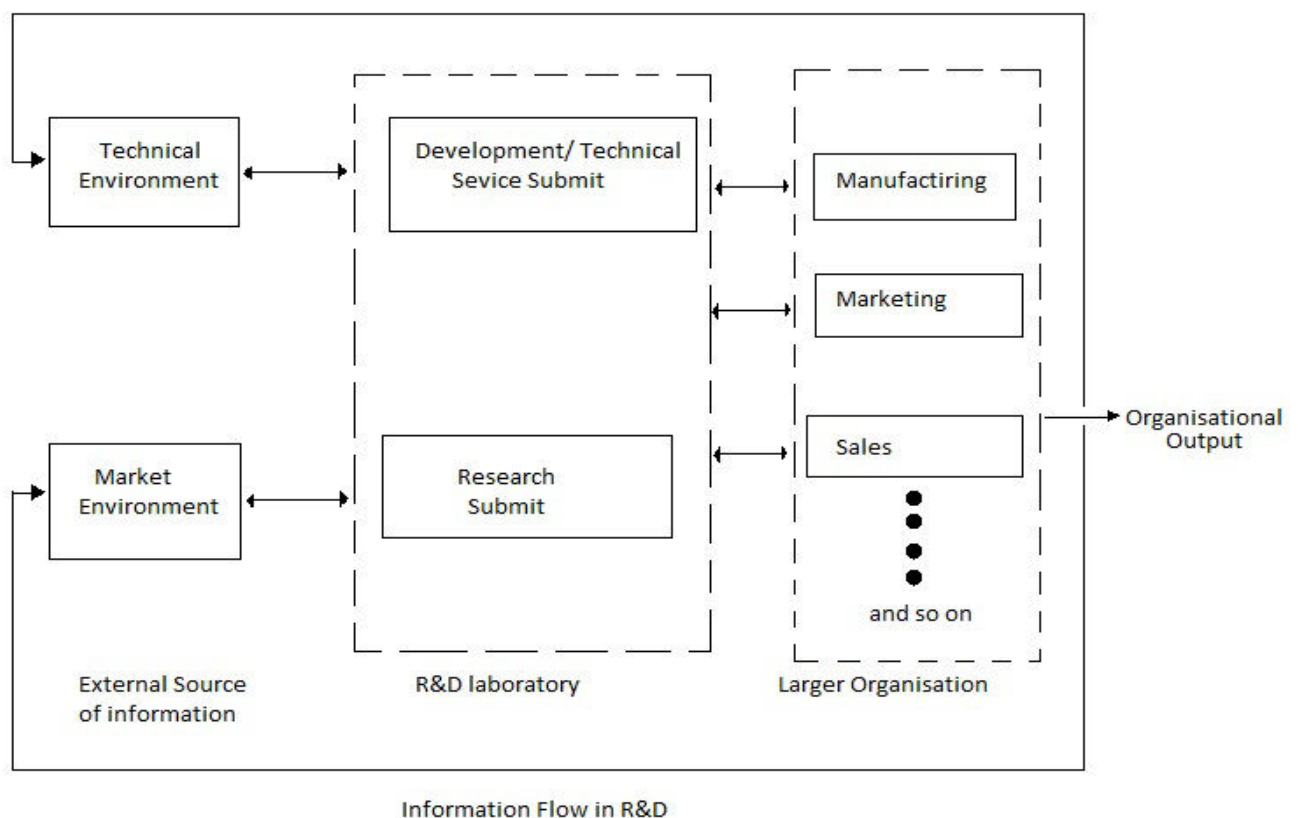 Technical
Environment
Development/ Technical
Sevice Submit
Manufactiring
Marketing
Organisational
Output
Market
Environment
Research
Submit
Sales
and so on
External Source
of information
R&D laboratory
Larger Organisation
Information Flow in R&D